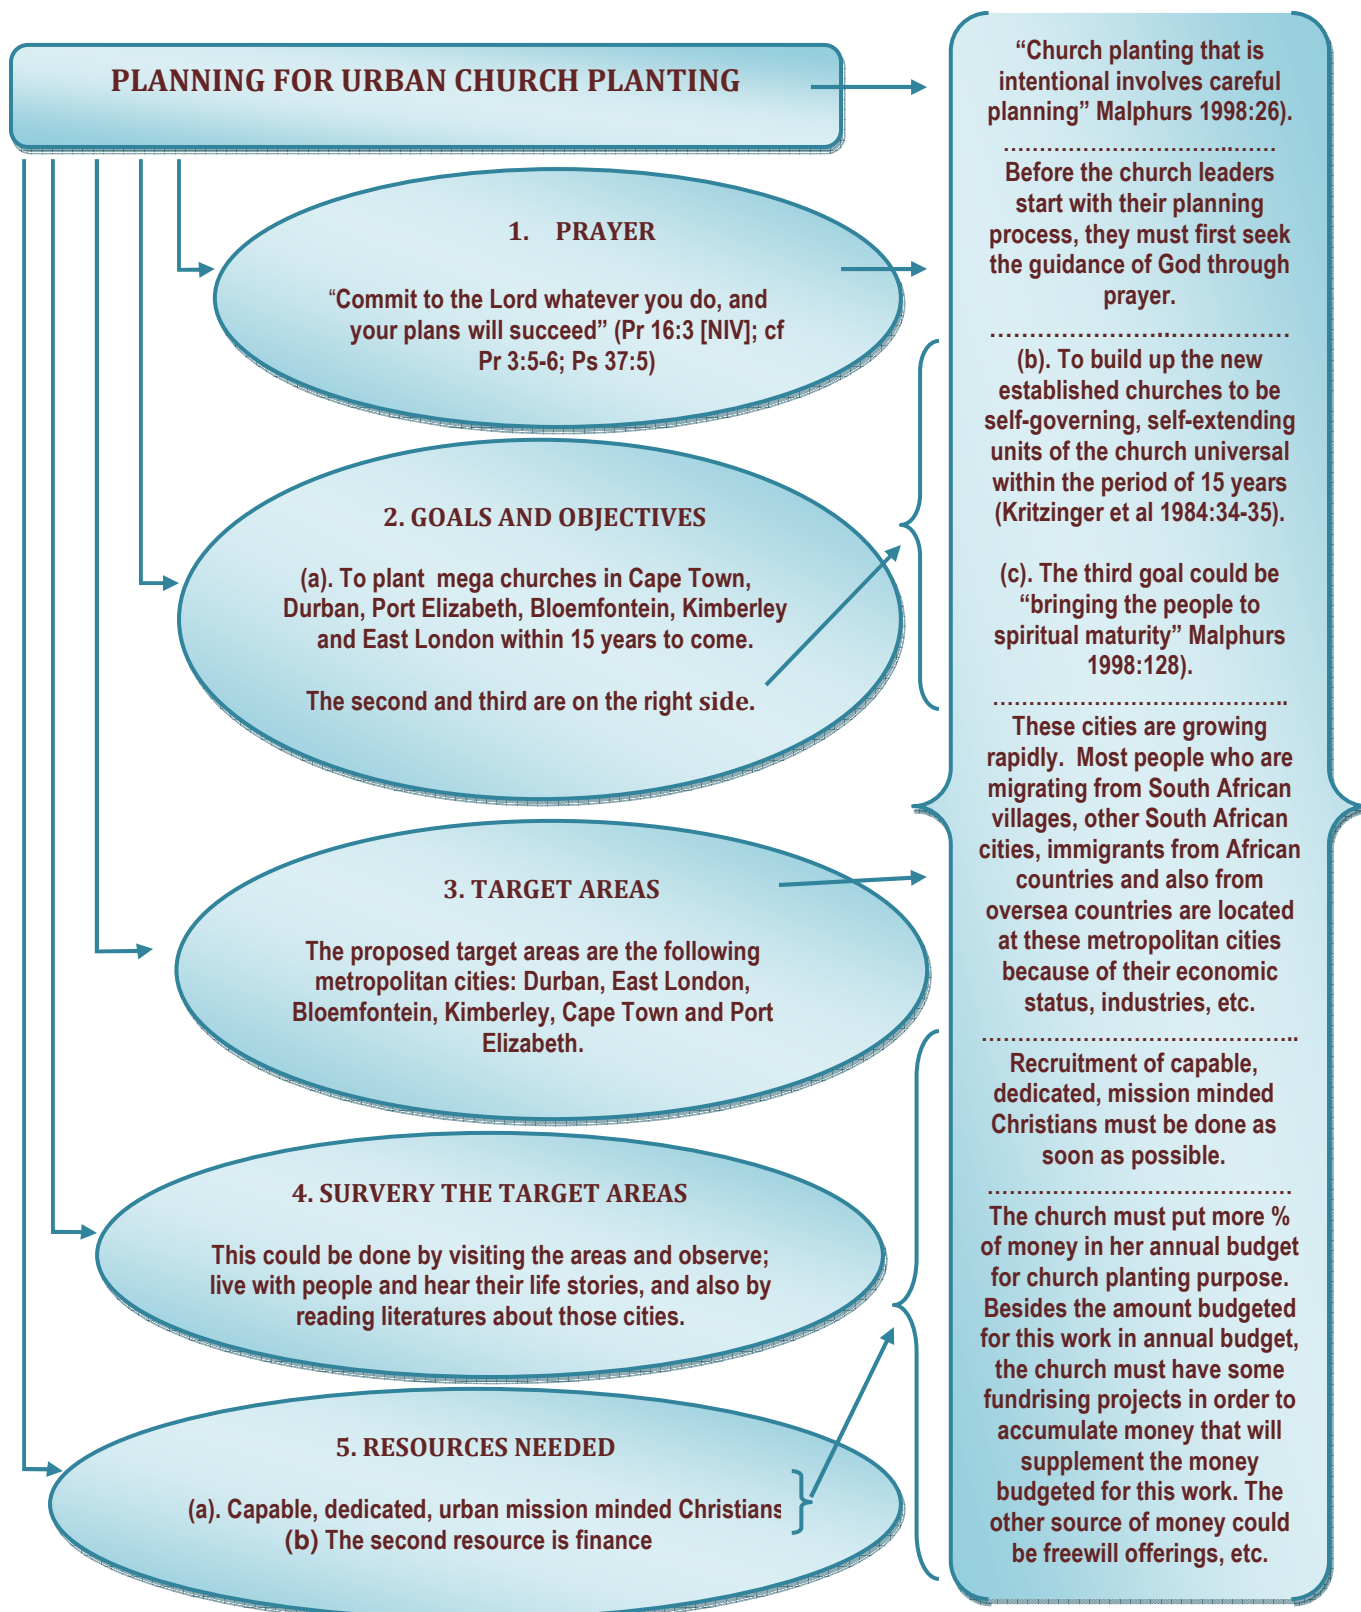 PLANNING FOR URBAN CHURCH PLANTING
1. PRAYER
“Commit to the Lord whatever you do, and
your plans will succeed” (Pr 16:3 [NIV]; cf
Pr 3:5-6; Ps 37:5)
2. GOALS AND OBJECTIVES
(a). To plant mega churches in Cape Town,
Durban, Port Elizabeth, Bloemfontein, Kimberley
and East London within 15 years to come.
The second and third are on the right side.
3. TARGET AREAS
The proposed target areas are the following
metropolitan cities: Durban, East London,
Bloemfontein, Kimberley, Cape Town and Port
Elizabeth.
4. SURVERY THE TARGET AREAS
This could be done by visiting the areas and observe;
live with people and hear their life stories, and also by
reading literatures about those cities.
5. RESOURCES NEEDED
(a). Capable, dedicated, urban mission minded Christians
(b) The second resource is finance
“Church planting that is
intentional involves careful
planning” Malphurs 1998:26).
…………………………..……
Before the church leaders
start with their planning
process, they must first seek
the guidance of God through
prayer.
…………………..……………
(b). To build up the new
established churches to be
self-governing, self-extending
units of the church universal
within the period of 15 years
(Kritzinger et al 1984:34-35).
(c). The third goal could be
“bringing the people to
spiritual maturity” Malphurs
1998:128).
………………………………..
These cities are growing
rapidly. Most people who are
migrating from South African
villages, other South African
cities, immigrants from African
countries and also from
oversea countries are located
at these metropolitan cities
because of their economic
status, industries, etc.
…………………………………..
Recruitment of capable,
dedicated, mission minded
Christians must be done as
soon as possible.
……………………………………
The church must put more %
of money in her annual budget
for church planting purpose.
Besides the amount budgeted
for this work in annual budget,
the church must have some
fundrising projects in order to
accumulate money that will
supplement the money
budgeted for this work. The
other source of money could
be freewill offerings, etc.